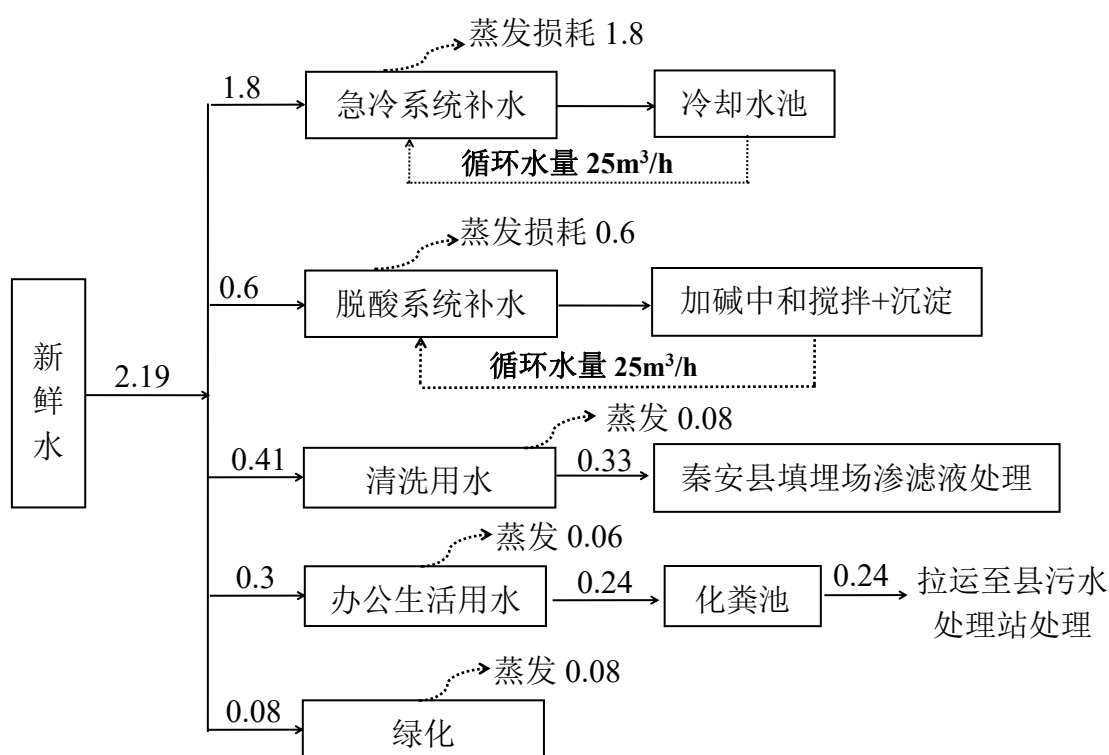 蒸发损耗 1.8
1.8
急冷系统补水
冷却水池
循环水量 25m³/h
蒸发损耗 0.6
0.6
脱酸系统补水
加碱中和搅拌+沉淀
循环水量 25m³/h
新
鲜
水
2.19
蒸发 0.08
0.41
清洗用水
0.33
秦安县填埋场渗滤液处理
蒸发 0.06
0.3
办公生活用水
0.24
化粪池
0.24
拉运至县污水
处理站处理
蒸发 0.08
0.08
绿化